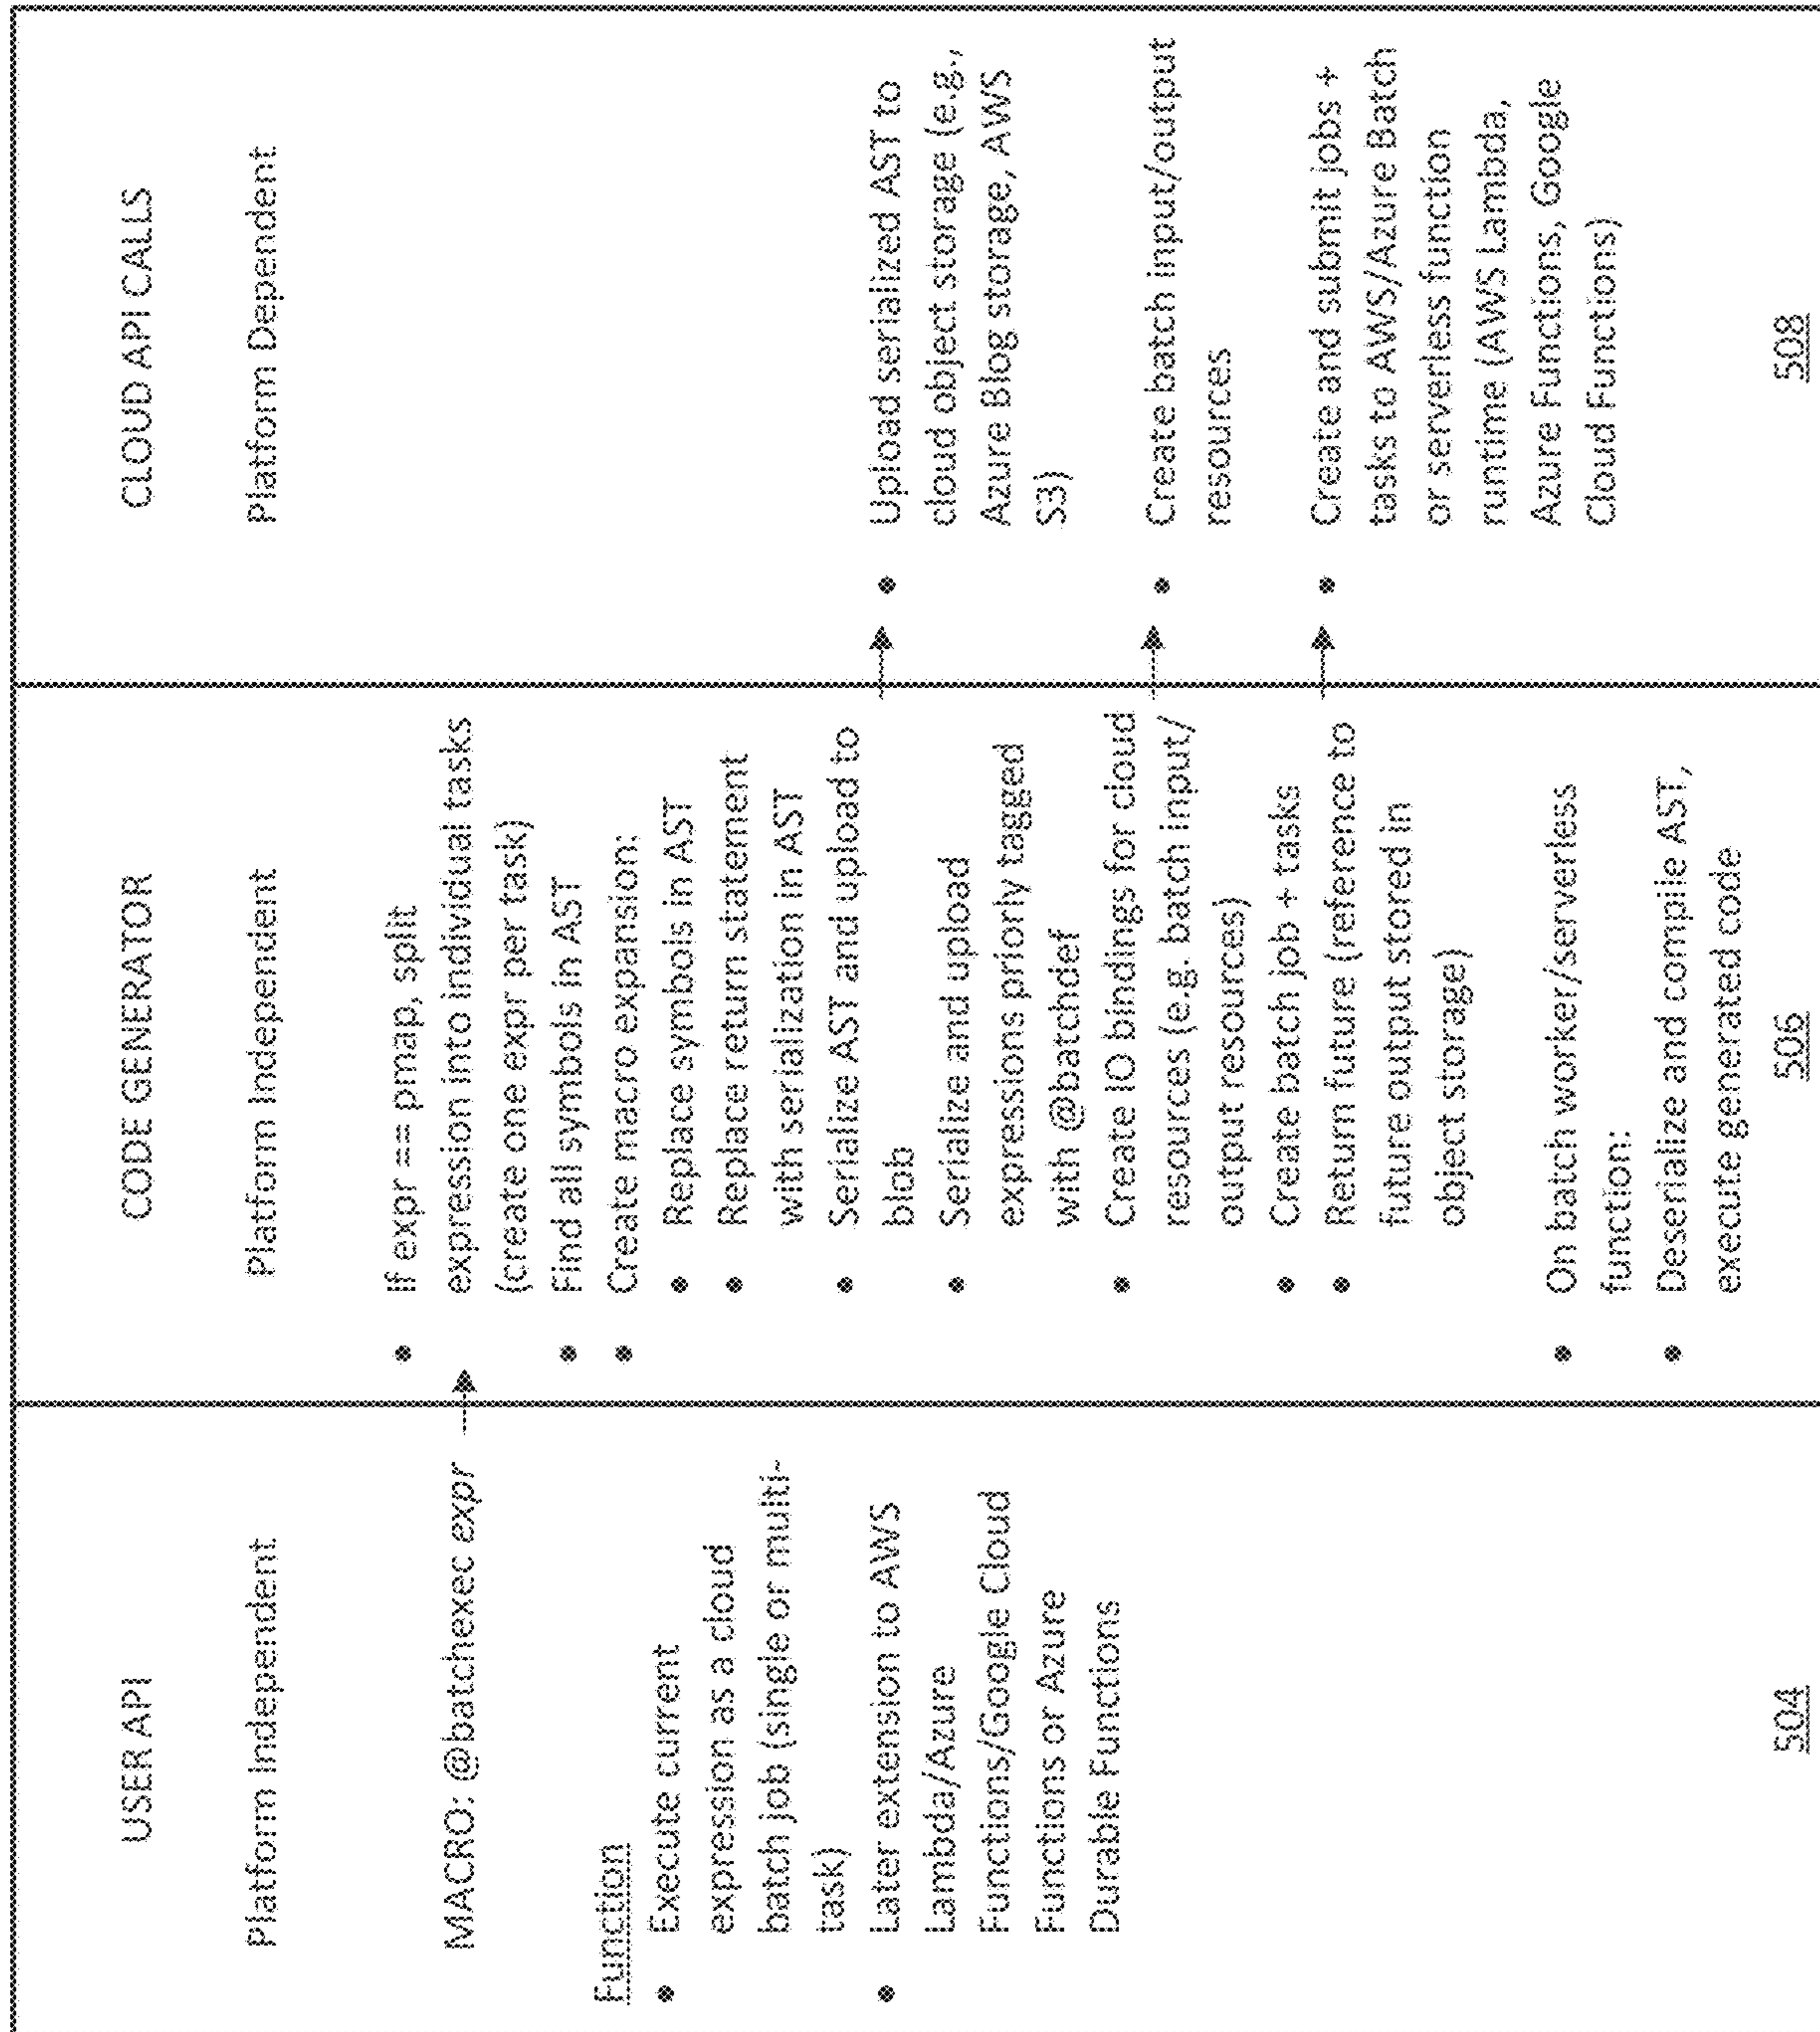 USER API
Platform Independent
MACRO: @batchexec expr
Function
• Execute current
expression as a cloud
batch job (single or multi-
task)
• Later extension to AWS
Lambda/Azure
Functions/Google Cloud
Functions or Azure
Durable Functions
504
CODE GENERATOR
Platform Independent
• If expr == pmap, split
expression into individual tasks
(create one expr per task)
• Find all symbols in AST
• Create macro expansion:
• Replace symbols in AST
• Replace return statement
with serialization in AST
• Serialize AST and upload to
blob
• Serialize and upload
expressions priorly tagged
with @batchdef
• Create IO bindings for cloud
resources (e.g. batch input/
output resources)
• Create batch job + tasks
• Return future (reference to
future output stored in
object storage)
• On batch worker/serverless
function:
• Deserialize and compile AST,
execute generated code
506
CLOUD API CALLS
Platform Dependent
• Upload serialized AST to
cloud object storage (e.g.,
Azure Blog storage, AWS
S3)
• Create batch input/output
resources
• Create and submit jobs +
tasks to AWS/Azure Batch
or serverless function
runtime (AWS Lambda,
Azure Functions, Google
Cloud Functions)
508